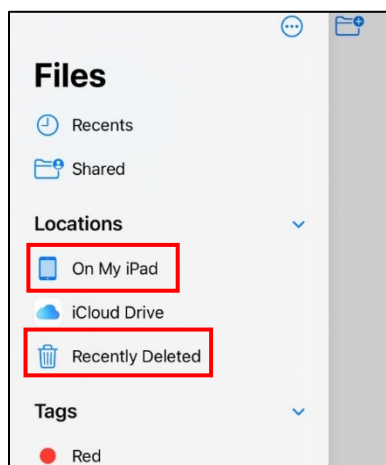 Files
Recents
Shared
Locations
On My iPad
iCloud Drive
Recently Deleted
Tags
Red